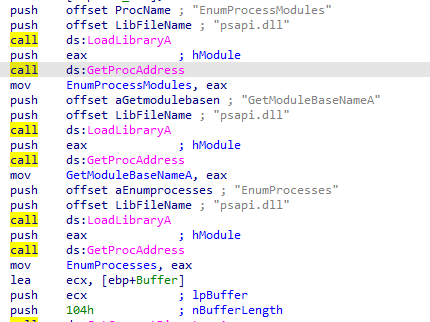 push offset ProcName ; "EnumProcessModules"
push offset LibFileName ; "psapi.dll"
call ds:LoadLibraryA
push eax ; hModule
call ds:GetProcAddress
mov EnumProcessModules, eax
push offset aGetmodulebasen ; "GetModuleBaseNameA"
push offset LibFileName ; "psapi.dll"
call ds:LoadLibraryA
push eax ; hModule
call ds:GetProcAddress
mov GetModuleBaseNameA, eax
push offset aEnumprocesses ; "EnumProcesses"
push offset LibFileName ; "psapi.dll"
call ds:LoadLibraryA
push eax ; hModule
call ds:GetProcAddress
mov EnumProcesses, eax
lea ecx, [ebp+Buffer]
push ecx ; lpBuffer
push 104h ; nBufferLength